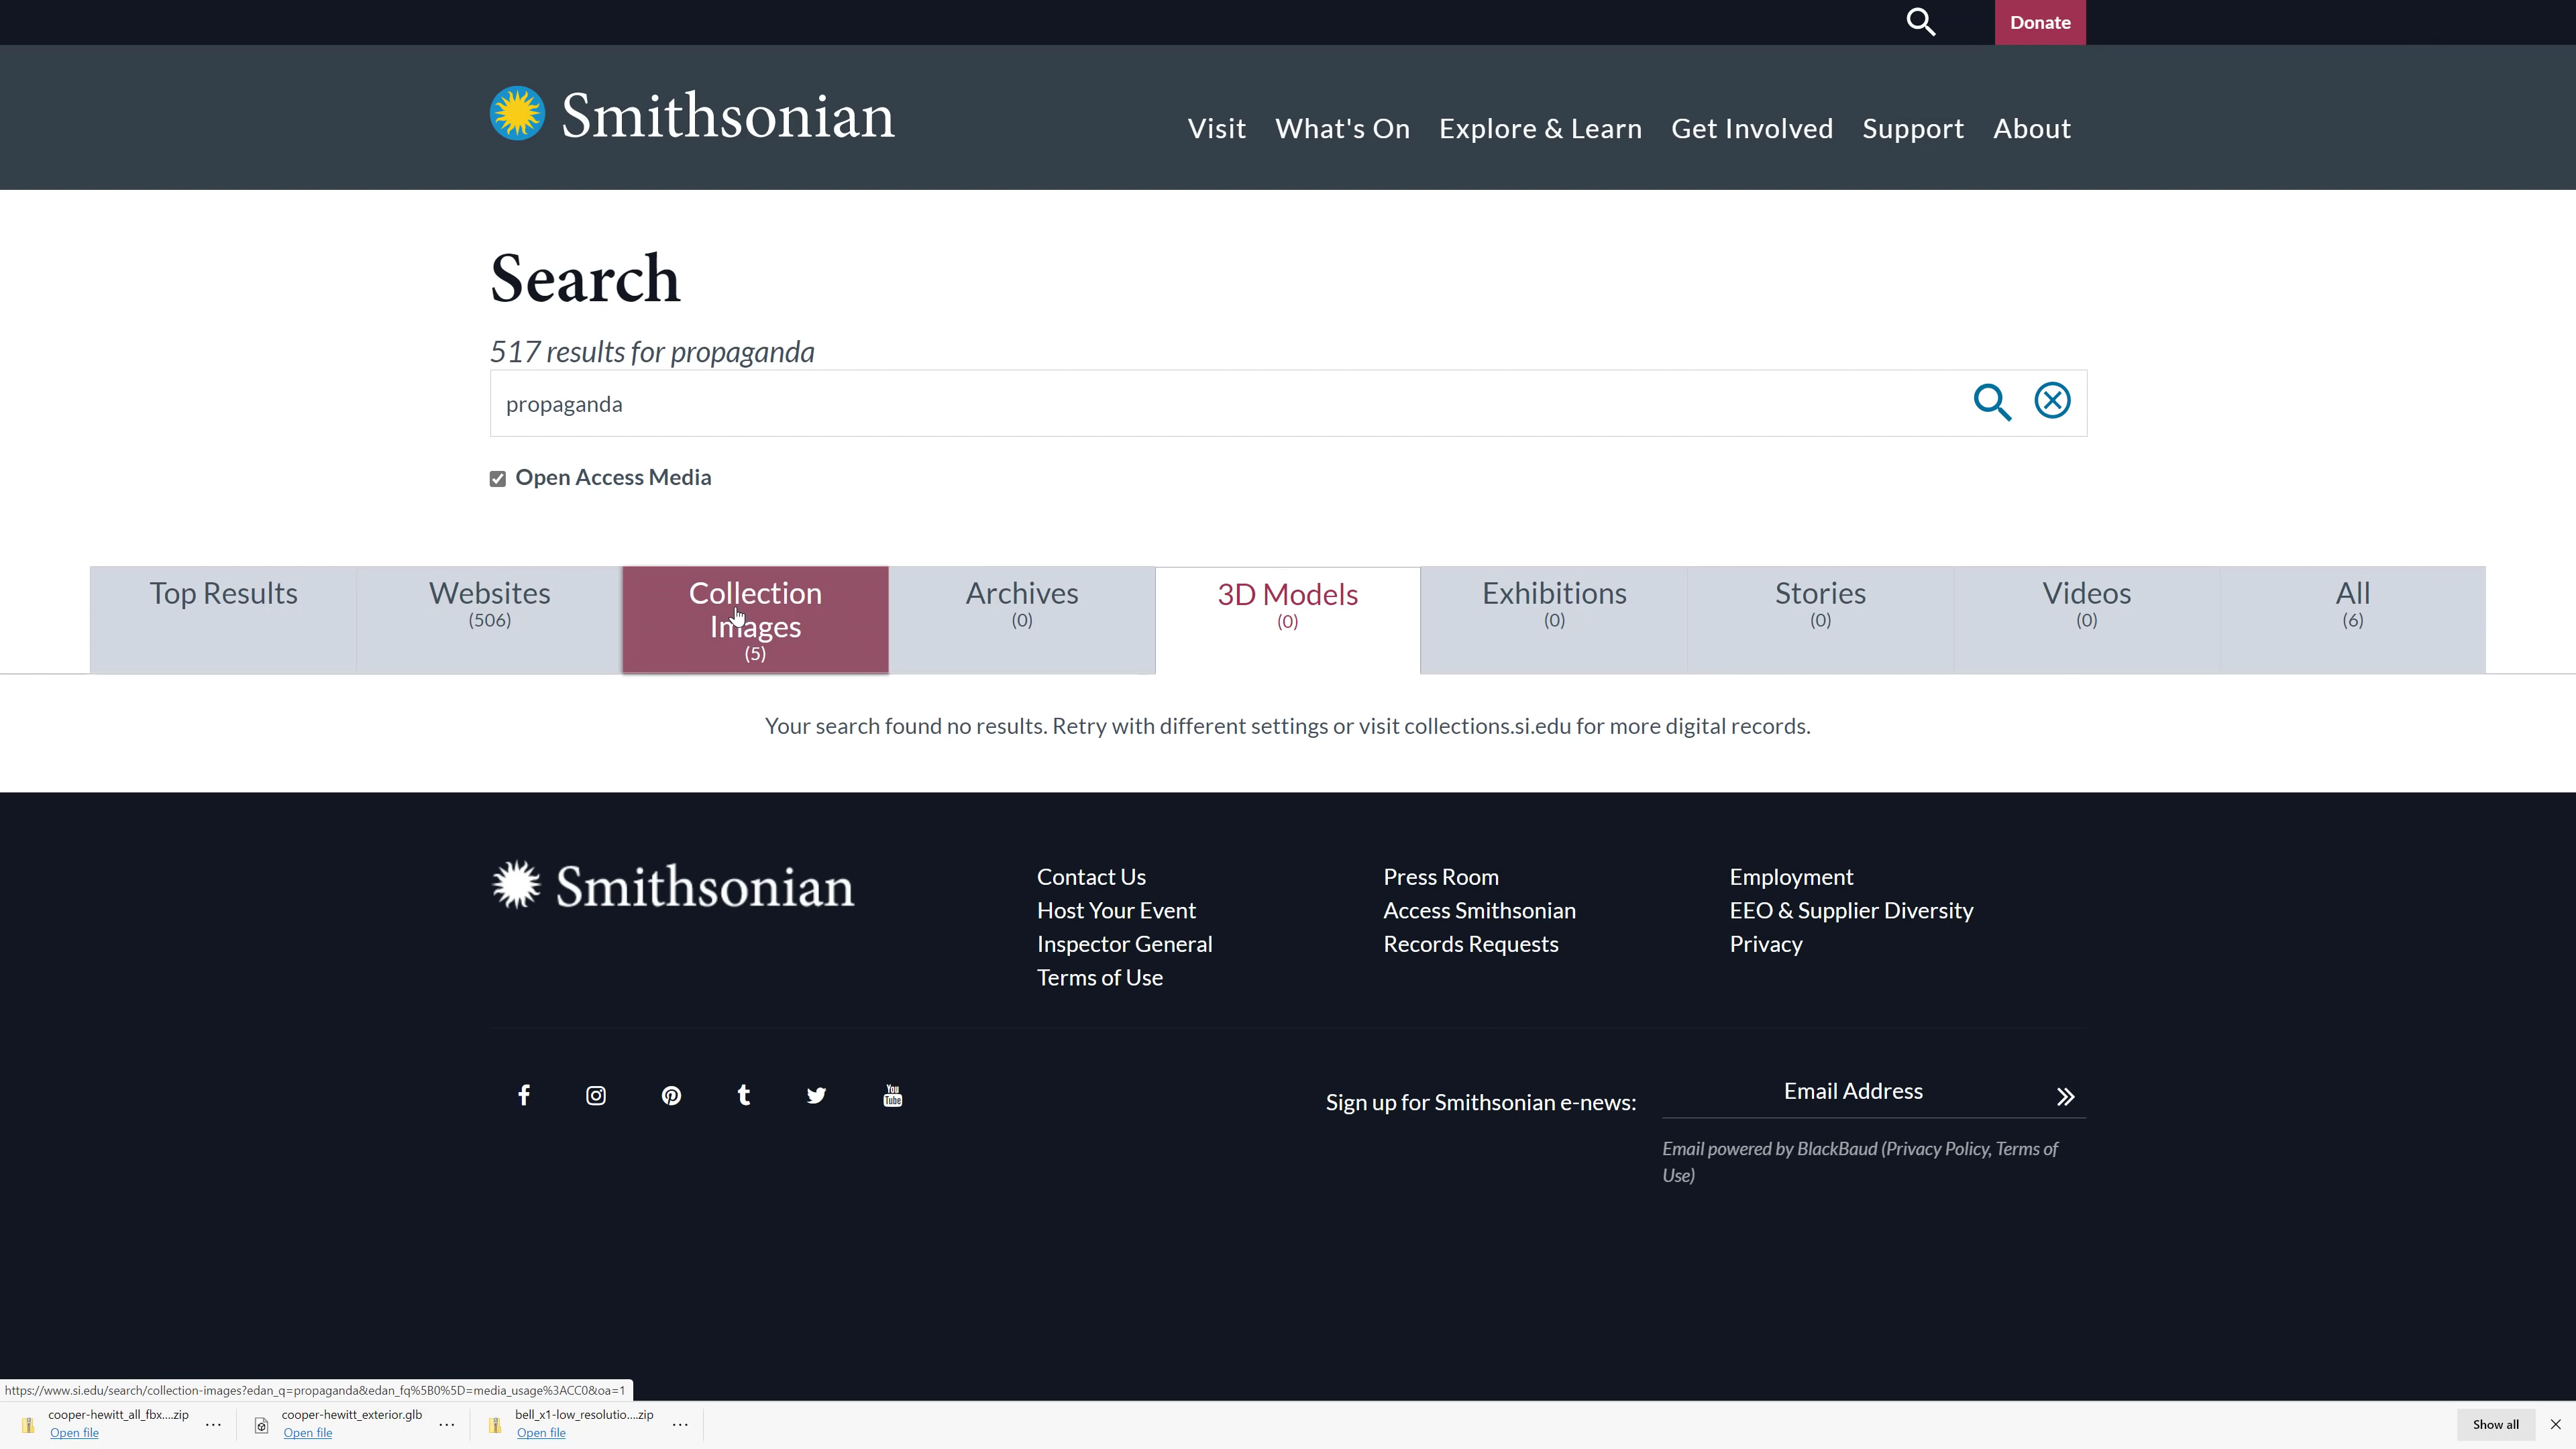 Donate
Smithsonian
Visit What's On Explore & Learn Get Involved Support About
Search
517 results for propaganda
propaganda
Open Access Media
Top Results
Websites
(506)
Collection
Images
(5)
Archives
(0)
3D Models
(0)
Exhibitions
(0)
Stories
(0)
Videos
(0)
All
(6)
Your search found no results. Retry with different settings or visit collections.si.edu for more digital records.
Smithsonian
Contact Us
Host Your Event
Inspector General
Terms of Use
Press Room
Access Smithsonian
Records Requests
Employment
EEO & Supplier Diversity
Privacy
You
Tube
Sign up for Smithsonian e-news:
Email Address
Email powered by BlackBaud (Privacy Policy, Terms of
Use)
https://www.si.edu/search/collection-images?edan_q=propaganda&edan_fq%5B0%5D=media_usage%3ACC0&oa=1
cooper-hewitt_all_fbx....zip
Open file
cooper-hewitt_exterior.glb
Open file
bell_x1-low_resolutio....zip
Open file
Show all